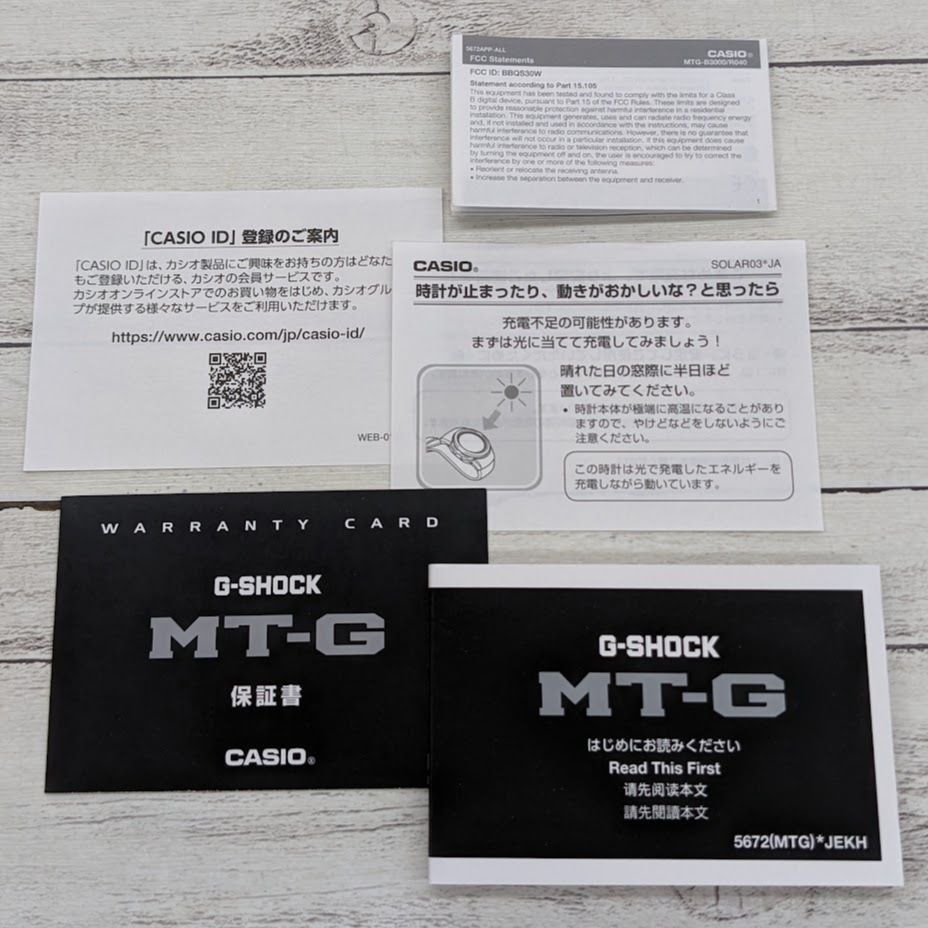 5672APP-ALL
CASIO®
FCC Statements
MTG-B3000/R040
FCC ID: BBQS30W
Statement according to Part 15.105
This equipment has been tested and found to comply with the limits for a Class
B digital device, pursuant to Part 15 of the FCC Rules. These limits are designed
to provide reasonable protection against harmful interference in a residential
installation. This equipment generates, uses and can radiate radio frequency energy
and, if not installed and used in accordance with the instructions, may cause
harmful interference to radio communications. However, there is no guarantee that
interference will not occur in a particular installation. If this equipment does cause
harmful interference to radio or television reception, which can be determined
by turning the equipment off and on, the user is encouraged to try to correct the
interference by one or more of the following measures:
• Reorient or relocate the receiving antenna.
• Increase the separation between the equipment and receiver.
1
「CASIO ID」登録のご案内
「CASIO ID」は、カシオ製品にご興味をお持ちの方はどなた
もご登録いただける、カシオの会員サービスです。
カシオオンラインストアでのお買い物をはじめ、カシオグル
プが提供する様々なサービスをご利用いただけます。
https://www.casio.com/jp/casio-id/
WEB-0
CASIO®
SOLAR03*JA
時計が止まったり、動きがおかしいな？と思ったら
充電不足の可能性があります。
まずは光に当てて充電してみましょう！
晴れた日の窓際に半日ほど
置いてみてください。
• 時計本体が極端に高温になることがあり
ますので、やけどなどをしないようにご
注意ください。
この時計は光で発電したエネルギーを
充電しながら動いています。
WARRANTY CARD
G-SHOCK
MT-G
保証書
CASIO®
G-SHOCK
MT-G
はじめにお読みください
Read This First
请先阅读本文
請先閱讀本文
5672(MTG)*JEKH